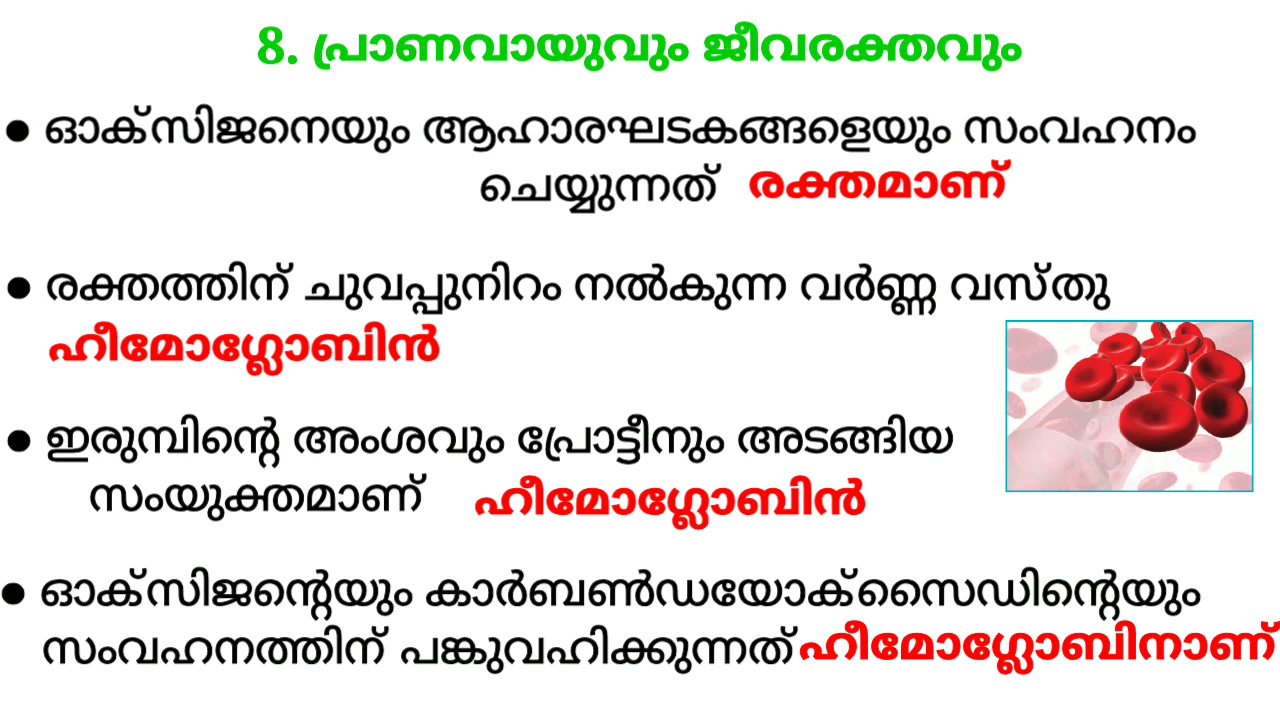 8. പ്രാണവായുവും ജീവരക്തവും
● ഓക്സിജനെയും ആഹാരഘടകങ്ങളെയും സംവഹനം
ചെയ്യുന്നത് രക്തമാണ്
● രക്തത്തിന് ചുവപ്പുനിറം നൽകുന്ന വർണ്ണ വസ്തു
ഹീമോഗ്ലോബിൻ
● ഇരുമ്പിന്റെ അംശവും പ്രോട്ടീനും അടങ്ങിയ
സംയുക്തമാണ് ഹീമോഗ്ലോബിൻ
● ഓക്സിജന്റെയും കാർബൺഡയോക്സൈഡിന്റെയും
സംവഹനത്തിന് പങ്കുവഹിക്കുന്നത് ഹീമോഗ്ലോബിനാണ്